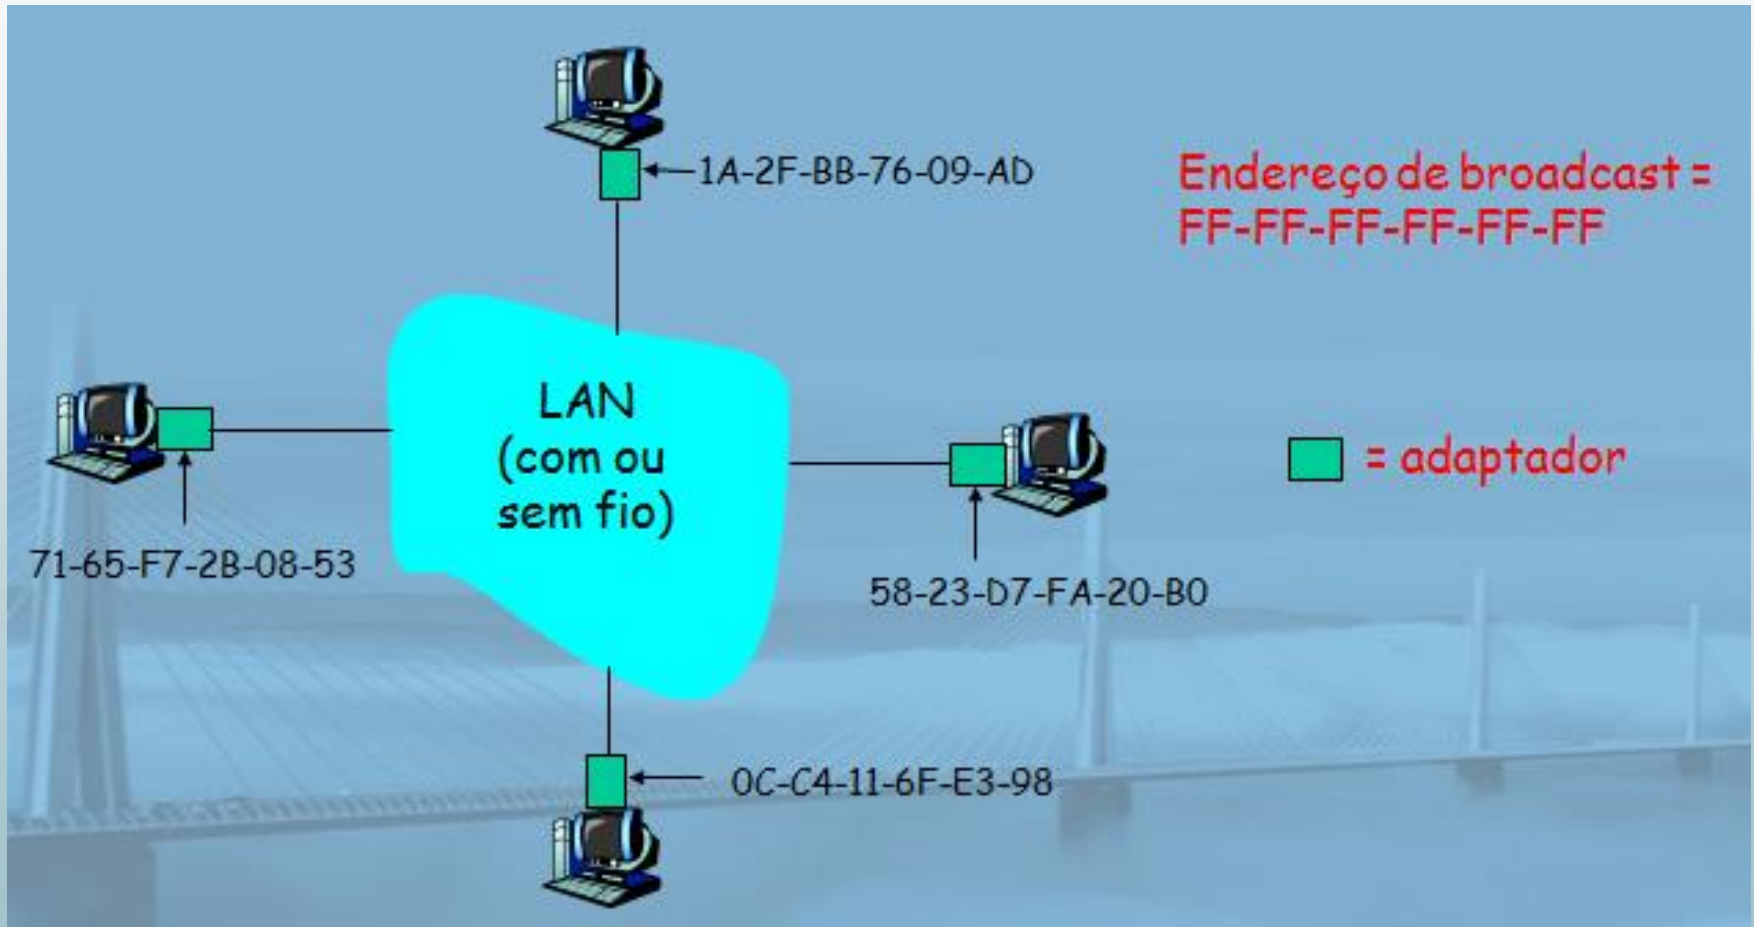 1A-2F-BB-76-09-AD
Endereço de broadcast =
FF-FF-FF-FF-FF-FF
LAN
(com ou
sem fio)
= adaptador
71-65-F7-2B-08-53
58-23-D7-FA-20-B0
0C-C4-11-6F-E3-98